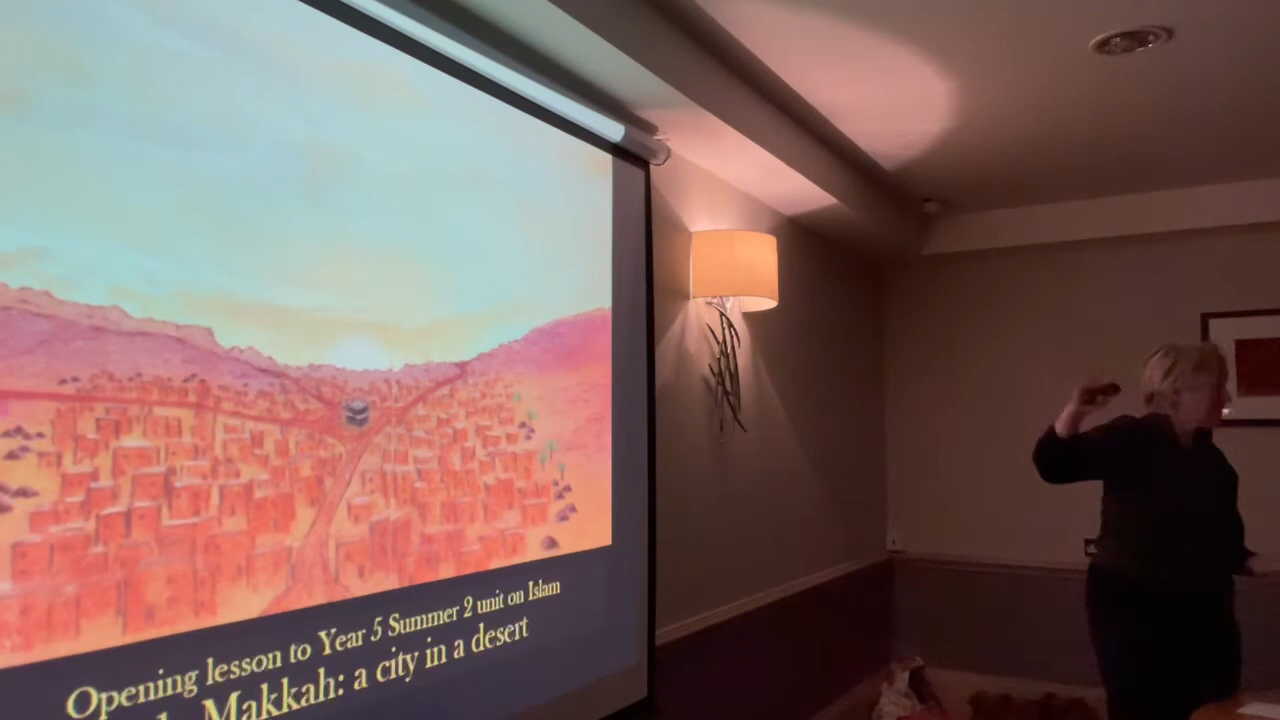 Opening lesson to Year 5 Summer 2 unit on Islam
Makkah: a city in a desert